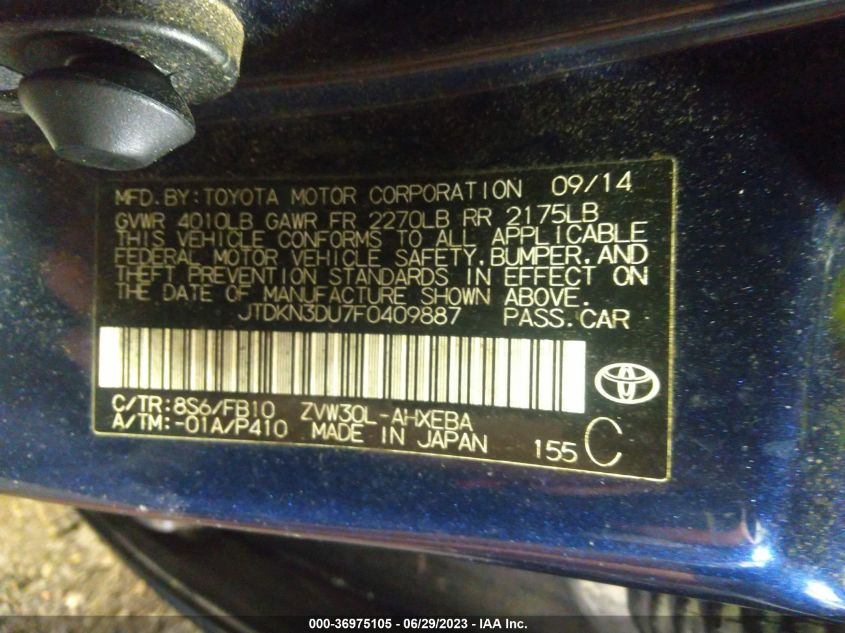 MFD. BY: TOYOTA MOTOR CORPORATION 09/14
GVWR 4010LB GAWR FR 2270LB RR 2175LB
THIS VEHICLE CONFORMS TO ALL APPLICABLE
FEDERAL MOTOR VEHICLE SAFETY, BUMPER, AND
THEFT PREVENTION STANDARDS IN EFFECT ON
THE DATE OF MANUFACTURE SHOWN ABOVE.
JTDKN3DU7F0409887 PASS. CAR
C/TR: 8S6/FB10 ZVW30L-AHXEBA
A/TM: -01A/P410 MADE IN JAPAN 155 C
000-36975105 - 06/29/2023 - IAA Inc.